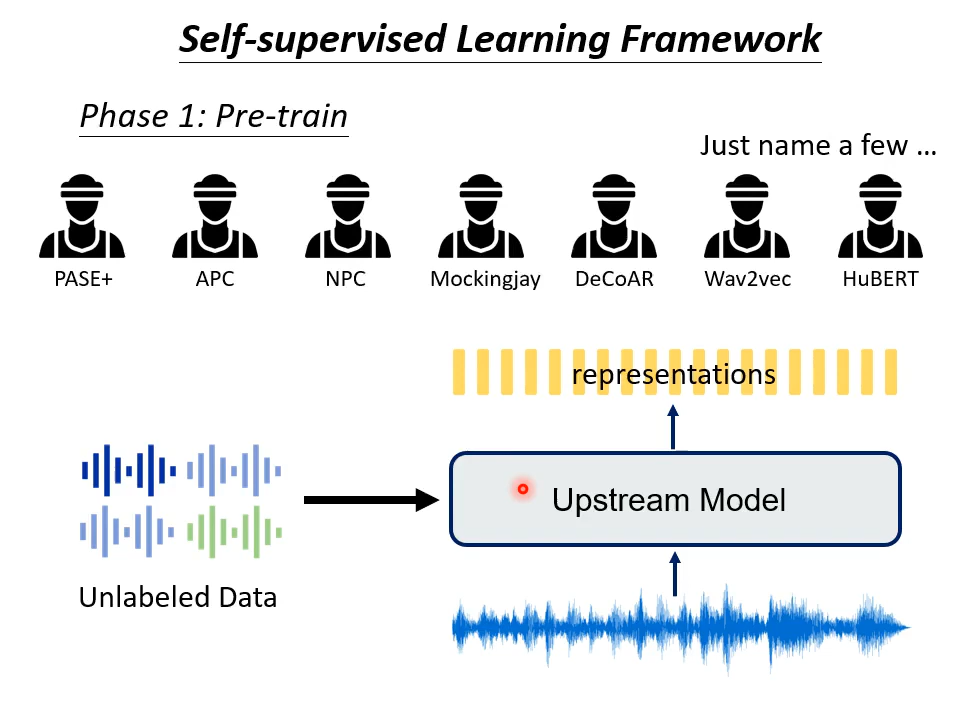 Self-supervised Learning Framework
Phase 1: Pre-train
Just name a few …
PASE+ APC NPC Mockingjay DeCoAR Wav2vec HuBERT
representations
Upstream Model
Unlabeled Data